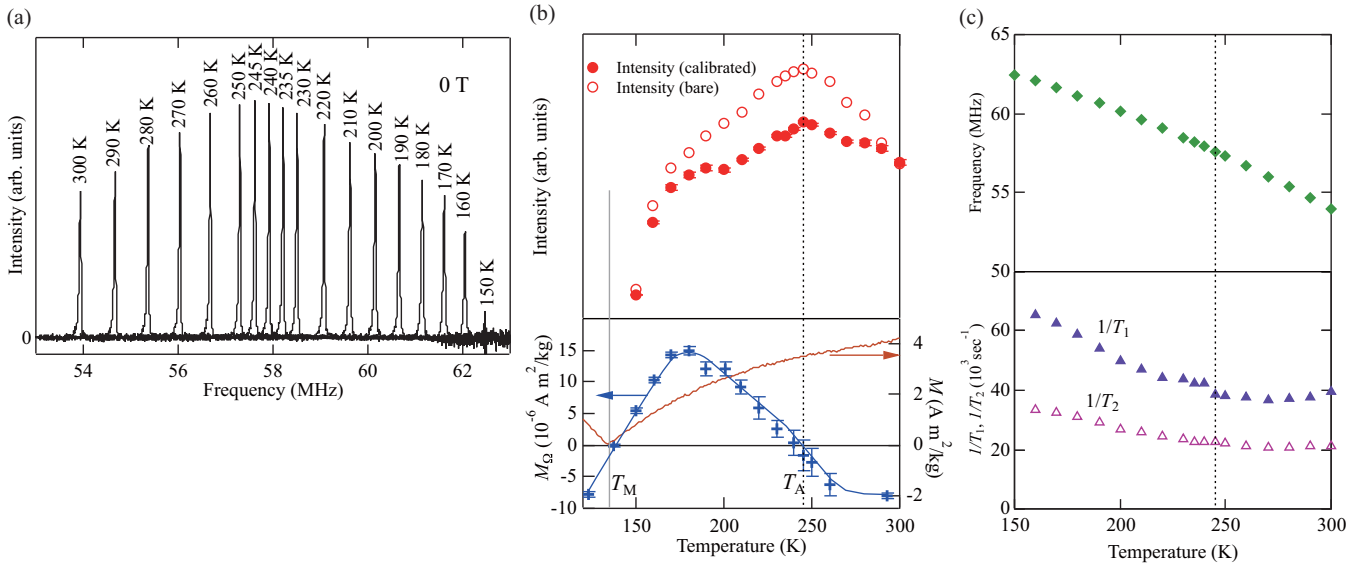 (a)
Intensity (arb. units)
0
300 K
290 K
280 K
270 K
260 K
250 K
245 K
240 K
235 K
230 K
220 K
210 K
200 K
190 K
180 K
170 K
160 K
150 K
0 T
54 56 58 60 62
Frequency (MHz)
(b)
Intensity (arb. units)
Intensity (calibrated)
Intensity (bare)
M_Ω (10⁻⁶ A m²/kg)
15
10
5
0
-5
-10
T_M
T_A
4
2
0
-2
M (A m²/kg)
150 200 250 300
Temperature (K)
(c)
Frequency (MHz)
60
55
50
1/T₁, 1/T₂ (10³ sec⁻¹)
60
40
20
0
1/T₁
1/T₂
150 200 250 300
Temperature (K)